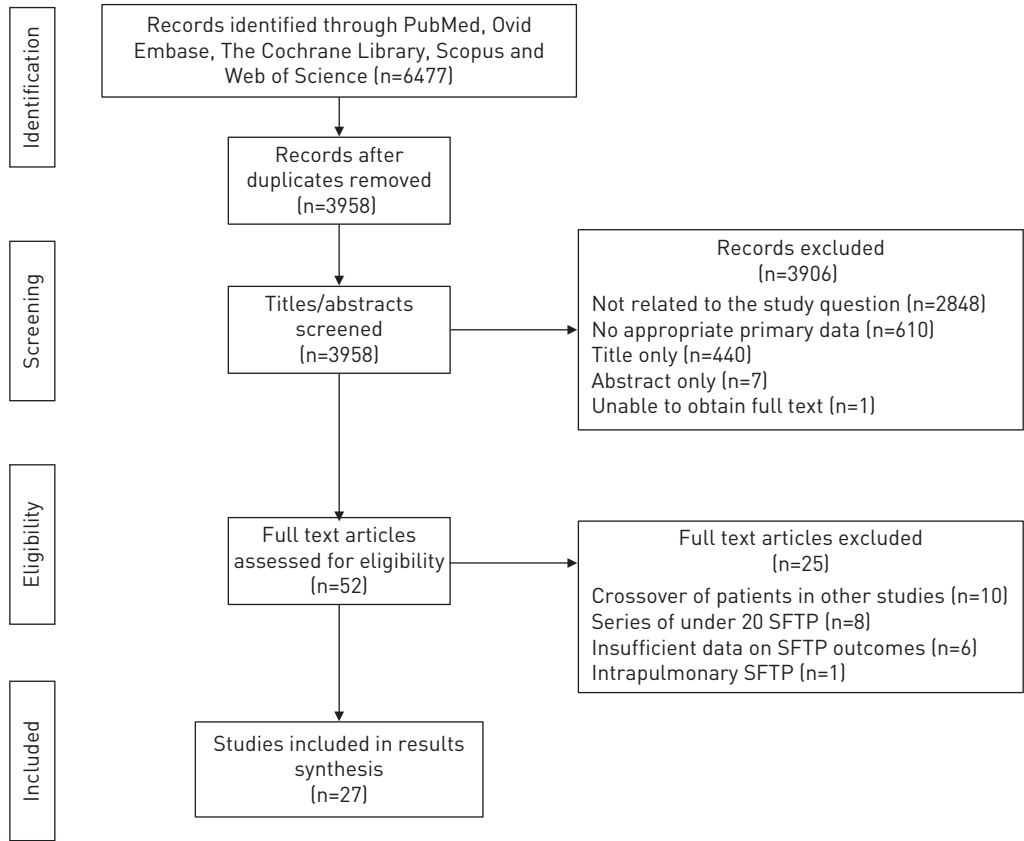 Identification
Records identified through PubMed, Ovid
Embase, The Cochrane Library, Scopus and
Web of Science (n=6477)
Records after
duplicates removed
(n=3958)
Screening
Titles/abstracts
screened
(n=3958)
Records excluded
(n=3906)
Not related to the study question (n=2848)
No appropriate primary data (n=610)
Title only (n=440)
Abstract only (n=7)
Unable to obtain full text (n=1)
Eligibility
Full text articles
assessed for eligibility
(n=52)
Full text articles excluded
(n=25)
Crossover of patients in other studies (n=10)
Series of under 20 SFTP (n=8)
Insufficient data on SFTP outcomes (n=6)
Intrapulmonary SFTP (n=1)
Included
Studies included in results
synthesis
(n=27)